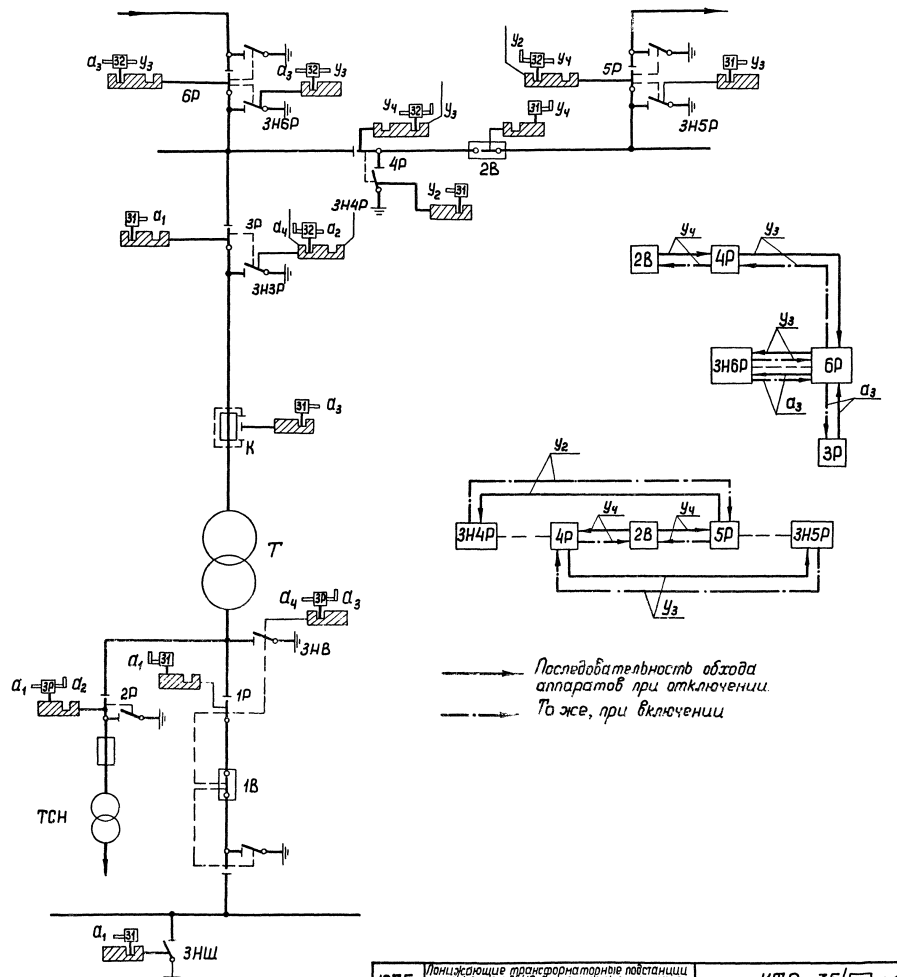 а₃ 32 У₃
6Р
а₃ 32 У₃
ЗН6Р
У₂ 32 У₄
5Р
31 У₃
ЗН5Р
У₄ 32 У₃
31 У₄
4Р
2В
ЗН4Р
У₂ 31
31 а₁
3Р
а₄ 32 а₂
ЗН3Р
31 а₃
К
Т
2В У₄ 4Р У₃
ЗН6Р У₃ 6Р
а₃ а₃
3Р
У₂
ЗН4Р 4Р У₄ 2В У₄ 5Р ЗН5Р
У₃
а₄ ЗР а₃
ЗНВ
а₁ 31
а₁ ЗР а₂
2Р
1Р
1В
ТСН
Последовательность обхода
аппаратов при отключении.
То же, при включении
а₁ 31
ЗНШ
Понижающие трансформаторные подстанции